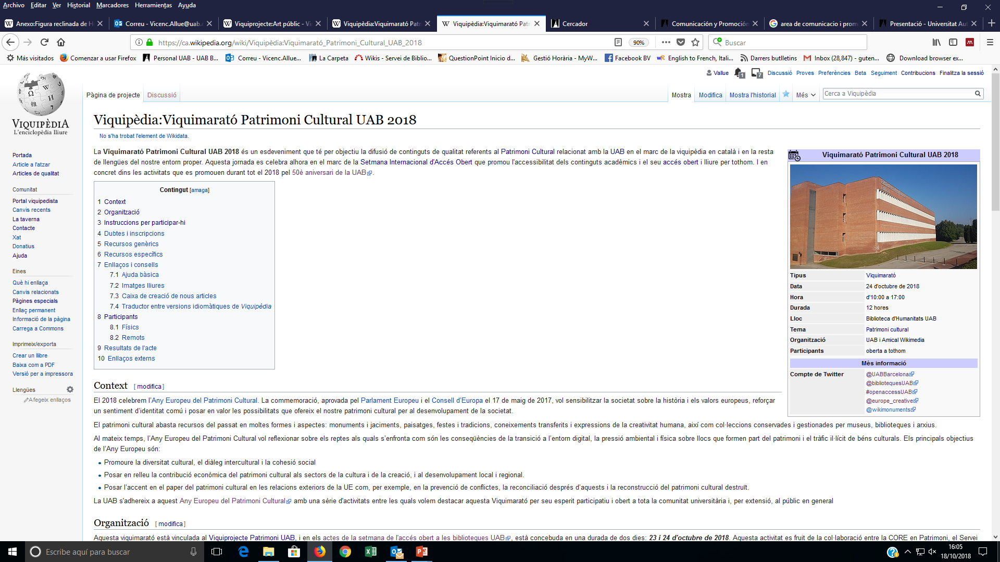 Archivo Editar Ver Historial Marcadores Herramientas Ayuda
Anexo:Figura reclinada de H
Correu - Vicenc.Allue@uab.
Viquiprojecte:Art públic - Vi
Viquipèdia:Viquimarató Patr
Viquipèdia:Viquimarató Patr
Cercador
Comunicación y Promoción
area de comunicacio i prom
Presentació - Universitat Au
https://ca.wikipedia.org/wiki/Viquipèdia:Viquimarató_Patrimoni_Cultural_UAB_2018
90%
Buscar
Más visitados
Comenzar a usar Firefox
Personal UAB - UAB B...
Correu - Vicenc.Allue...
La Carpeta
Wikis - Servei de Biblio...
QuestionPoint Inicio d...
Gestió Horària - MyW...
Facebook BV
English to French, Itali...
Darrers butlletins
Inbox (28,847) - guten...
Download browser ex...
Vallue 1 7 Discussió Proves Preferències Beta Seguiment Contribucions Finalitza la sessió
Pàgina de projecte Discussió
Mostra Modifica Mostra l'historial Més
Cerca a Viquipèdia
VIQUIPÈDIA
L'enciclopèdia lliure
Portada
Article a l'atzar
Articles de qualitat
Comunitat
Portal viquipedista
Canvis recents
La taverna
Contacte
Xat
Donatius
Ajuda
Eines
Què hi enllaça
Canvis relacionats
Pàgines especials
Enllaç permanent
Informació de la pàgina
Carrega a Commons
Imprimeix/exporta
Crear un llibre
Baixa com a PDF
Versió per a impressora
Llengües
Afegeix enllaços
Viquipèdia:Viquimarató Patrimoni Cultural UAB 2018
No s'ha trobat l'element de Wikidata.
La Viquimarató Patrimoni Cultural UAB 2018 és un esdeveniment que té per objectiu la difusió de continguts de qualitat referents al Patrimoni Cultural relacionat amb la UAB en el marc de la viquipèdia en català i en la resta
de llengües del nostre entorn proper. Aquesta jornada es celebra alhora en el marc de la Setmana Internacional d'Accés Obert que promou l'accessibilitat dels continguts acadèmics i el seu accés obert i lliure per tothom. I en
concret dins les activitats que es promouen durant tot el 2018 pel 50è aniversari de la UAB.
Contingut [amaga]
1 Context
2 Organització
3 Instruccions per participar-hi
4 Dubtes i inscripcions
5 Recursos genèrics
6 Recursos específics
7 Enllaços i consells
7.1 Ajuda bàsica
7.2 Imatges lliures
7.3 Caixa de creació de nous articles
7.4 Traductor entre versions idiomàtiques de Viquipèdia
8 Participants
8.1 Físics
8.2 Remots
9 Resultats de l'acte
10 Enllaços externs
Viquimarató Patrimoni Cultural UAB 2018
Tipus Viquimarató
Data 24 d'octubre de 2018
Hora d'10:00 a 17:00
Durada 12 hores
Lloc Biblioteca d'Humanitats UAB
Tema Patrimoni cultural
Organització UAB i Amical Wikimedia
Participants oberta a tothom
Més informació
Compte de Twitter @UABBarcelona
@bibliotequesUAB
#openaccessUAB
@europe_creative
@wikimonuments
Context [ modifica ]
El 2018 celebrem l'Any Europeu del Patrimoni Cultural. La commemoració, aprovada pel Parlament Europeu i el Consell d'Europa el 17 de maig de 2017, vol sensibilitzar la societat sobre la història i els valors europeus, reforçar
un sentiment d'identitat comú i posar en valor les possibilitats que ofereix el nostre patrimoni cultural per al desenvolupament de la societat.
El patrimoni cultural abasta recursos del passat en moltes formes i aspectes: monuments i jaciments, paisatges, festes i tradicions, coneixements transferits i expressions de la creativitat humana, així com col·leccions conservades i gestionades per museus, biblioteques i arxius.
Al mateix temps, l'Any Europeu del Patrimoni Cultural vol reflexionar sobre els reptes als quals s'enfronta com són les conseqüències de la transició a l'entorn digital, la pressió ambiental i física sobre llocs que formen part del patrimoni i el tràfic il·lícit de béns culturals. Els principals objectius
de l'Any Europeu són:
Promoure la diversitat cultural, el diàleg intercultural i la cohesió social
Posar en relleu la contribució econòmica del patrimoni cultural als sectors de la cultura i de la creació, i al desenvolupament local i regional.
Posar l'accent en el paper del patrimoni cultural en les relacions exteriors de la UE com, per exemple, en la prevenció de conflictes, la reconciliació després d'aquests i la reconstrucció del patrimoni cultural destruït.
La UAB s'adhereix a aquest Any Europeu del Patrimoni Cultural amb una sèrie d'activitats entre les quals volem destacar aquesta Viquimarató per seu esperit participatiu i obert a tota la comunitat universitària i, per extensió, al públic en general
Organització [ modifica ]
Aquesta viquimarató està vinculada al Viquiprojecte Patrimoni UAB, i en els actes de la setmana de l'accés obert a les biblioteques UAB, està concebuda en una durada de dos dies: 23 i 24 d'octubre de 2018. Aquesta activitat es fruit de la col·laboració entre la CORE en Patrimoni, el Servei
Escribe aquí para buscar
16:05
18/10/2018